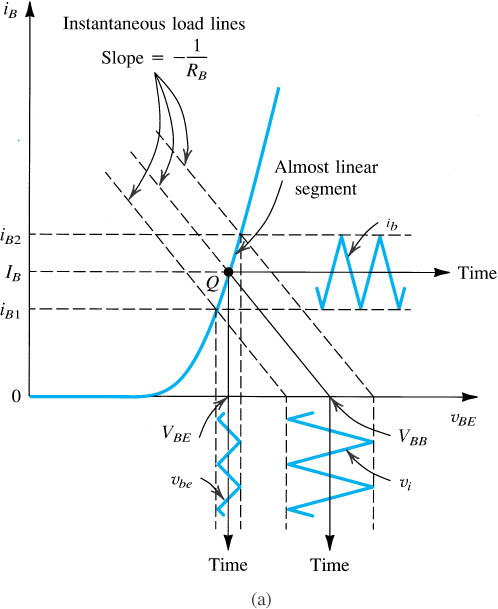 i_B
Instantaneous load lines
Slope = −1/R_B
Almost linear
segment
i_B2
i_b
I_B
Q
Time
i_B1
0
v_BE
V_BE
V_BB
v_be
v_i
Time
Time
(a)